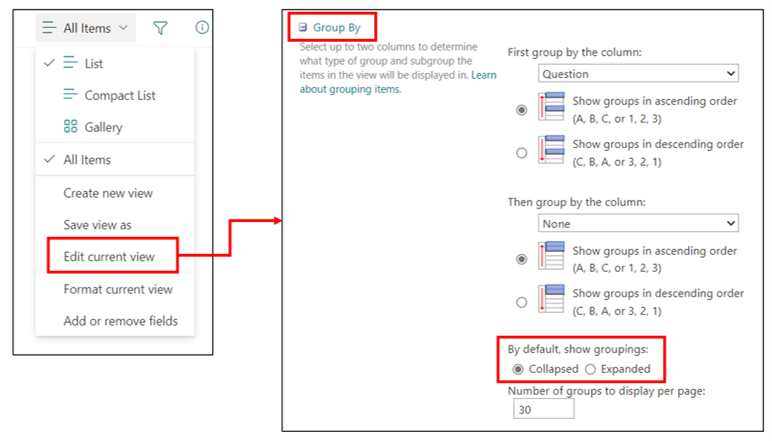 All Items
List
Compact List
Gallery
All Items
Create new view
Save view as
Edit current view
Format current view
Add or remove fields
Group By
Select up to two columns to determine
what type of group and subgroup the
items in the view will be displayed in. Learn
about grouping items.
First group by the column:
Question
Show groups in ascending order
(A, B, C, or 1, 2, 3)
Show groups in descending order
(C, B, A, or 3, 2, 1)
Then group by the column:
None
Show groups in ascending order
(A, B, C, or 1, 2, 3)
Show groups in descending order
(C, B, A, or 3, 2, 1)
By default, show groupings:
Collapsed Expanded
Number of groups to display per page:
30